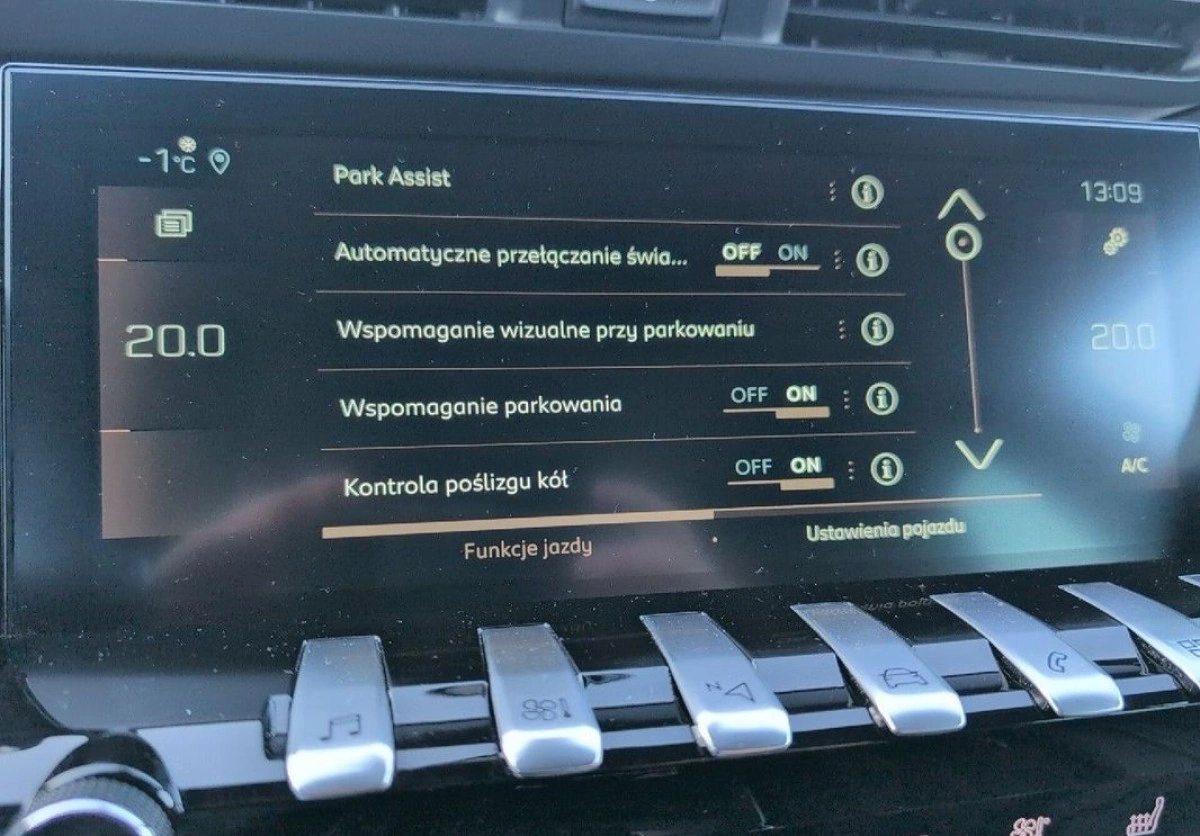 -1°C
Park Assist
13:09
Automatyczne przełączanie świa... OFF ON
20.0
Wspomaganie wizualne przy parkowaniu
20.0
Wspomaganie parkowania OFF ON
A/C
Kontrola poślizgu kół OFF ON
Funkcje jazdy
Ustawienia pojazdu
N